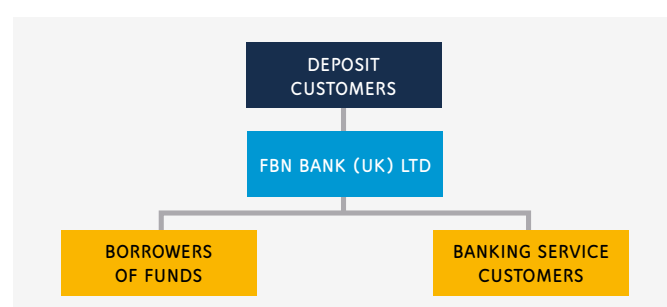 DEPOSIT
CUSTOMERS
FBN BANK (UK) LTD
BORROWERS
OF FUNDS
BANKING SERVICE
CUSTOMERS